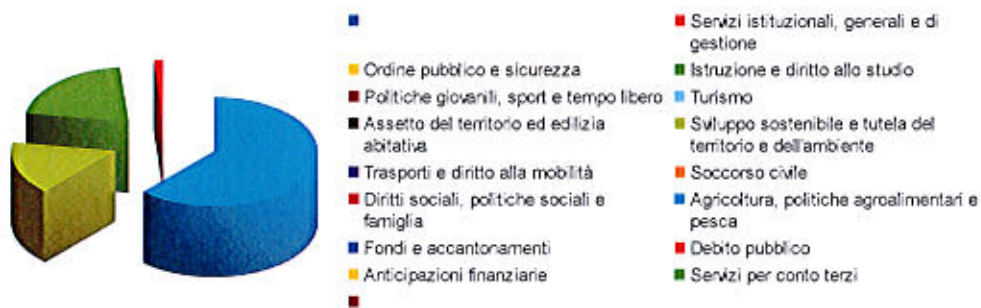 Servizi istituzionali, generali e di
gestione
Ordine pubblico e sicurezza
Istruzione e diritto allo studio
Politiche giovanili, sport e tempo libero
Turismo
Assetto del territorio ed edilizia
abitativa
Sviluppo sostenibile e tutela del
territorio e dell'ambiente
Trasporti e diritto alla mobilità
Soccorso civile
Diritti sociali, politiche sociali e
famiglia
Agricoltura, politiche agroalimentari e
pesca
Fondi e accantonamenti
Debito pubblico
Anticipazioni finanziarie
Servizi per conto terzi